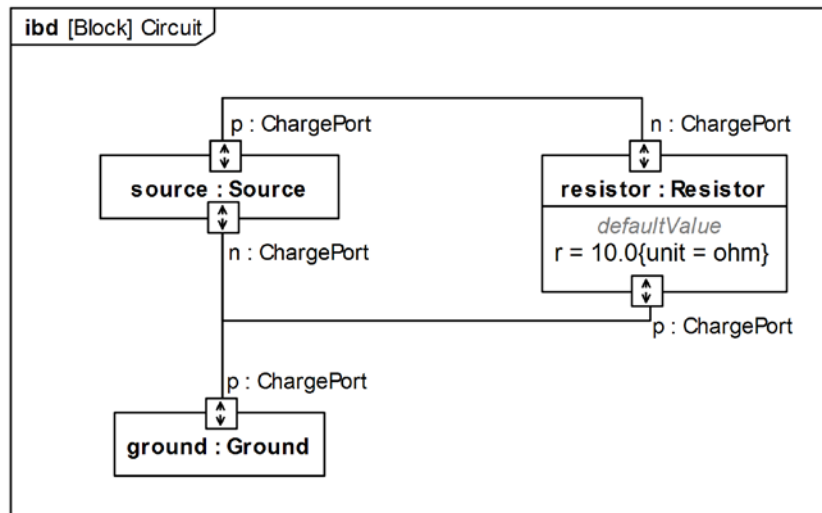 ibd [Block] Circuit
p : ChargePort
n : ChargePort
source : Source
resistor : Resistor
defaultValue
r = 10.0{unit = ohm}
n : ChargePort
p : ChargePort
p : ChargePort
ground : Ground